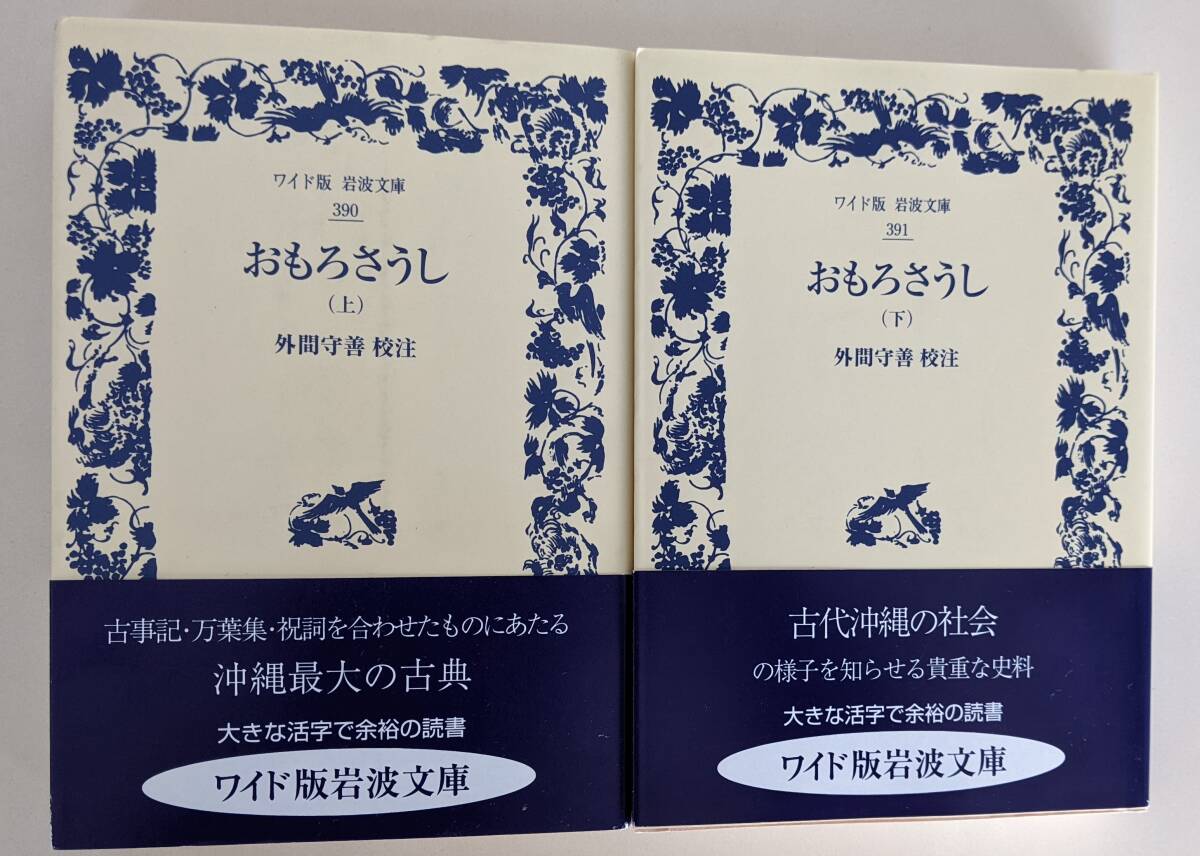 ワイド版 岩波文庫
390
おもろさうし
(上)
外間守善 校注
古事記・万葉集・祝詞を合わせたものにあたる
沖縄最大の古典
大きな活字で余裕の読書
ワイド版岩波文庫
ワイド版 岩波文庫
391
おもろさうし
(下)
外間守善 校注
古代沖縄の社会
の様子を知らせる貴重な史料
大きな活字で余裕の読書
ワイド版岩波文庫